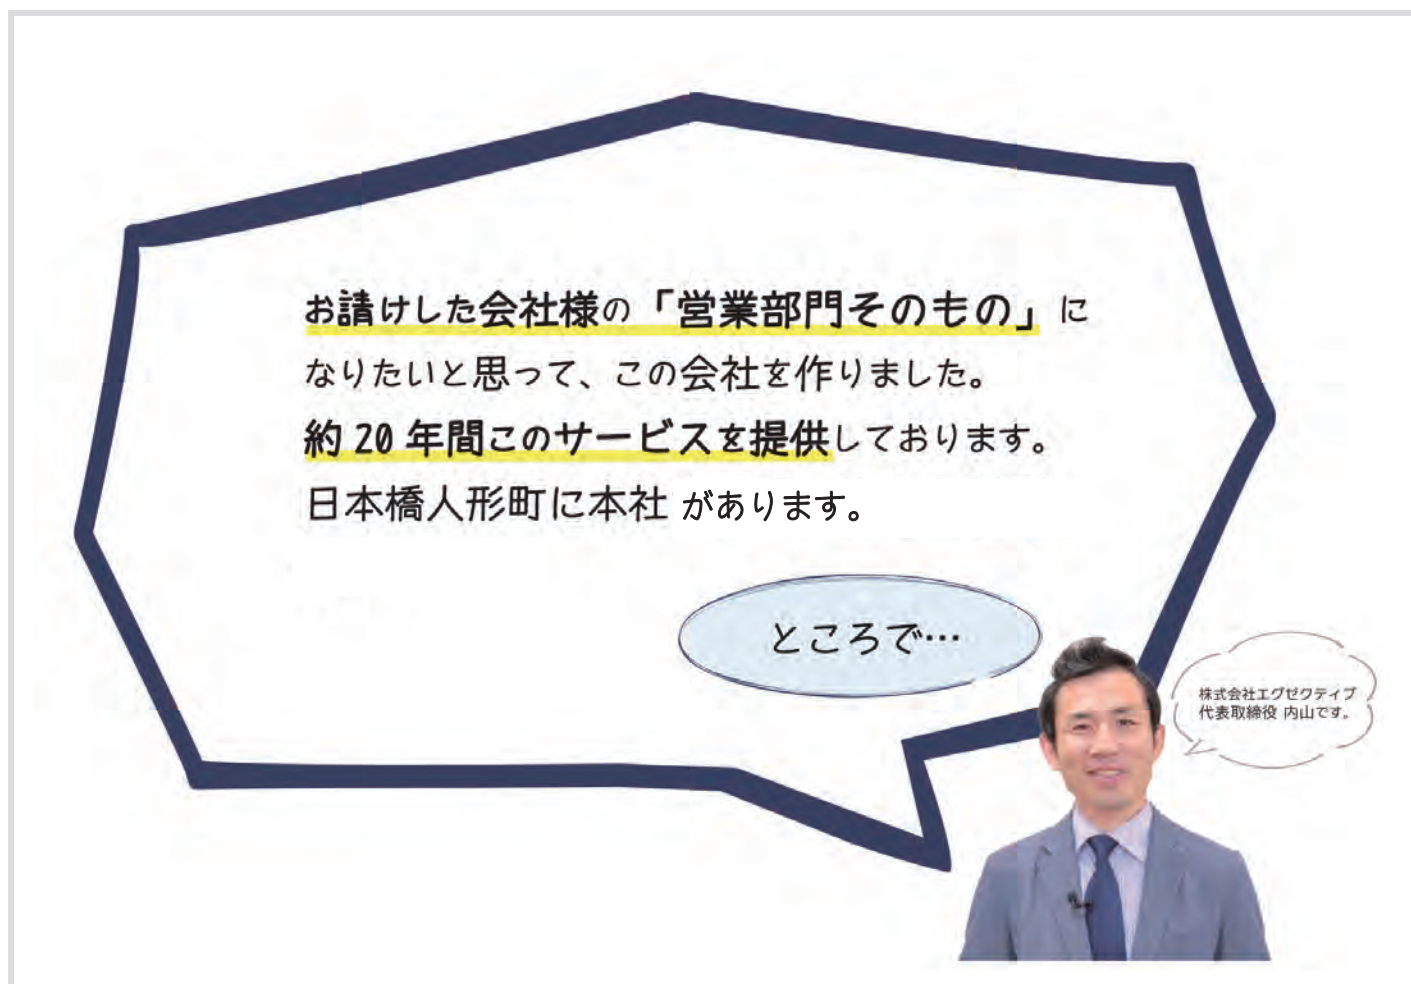 お請けした会社様の「営業部門そのもの」に
なりたいと思って、この会社を作りました。
約20年間このサービスを提供しております。
日本橋人形町に本社 があります。
ところで…
株式会社エグゼクティブ
代表取締役 内山です。